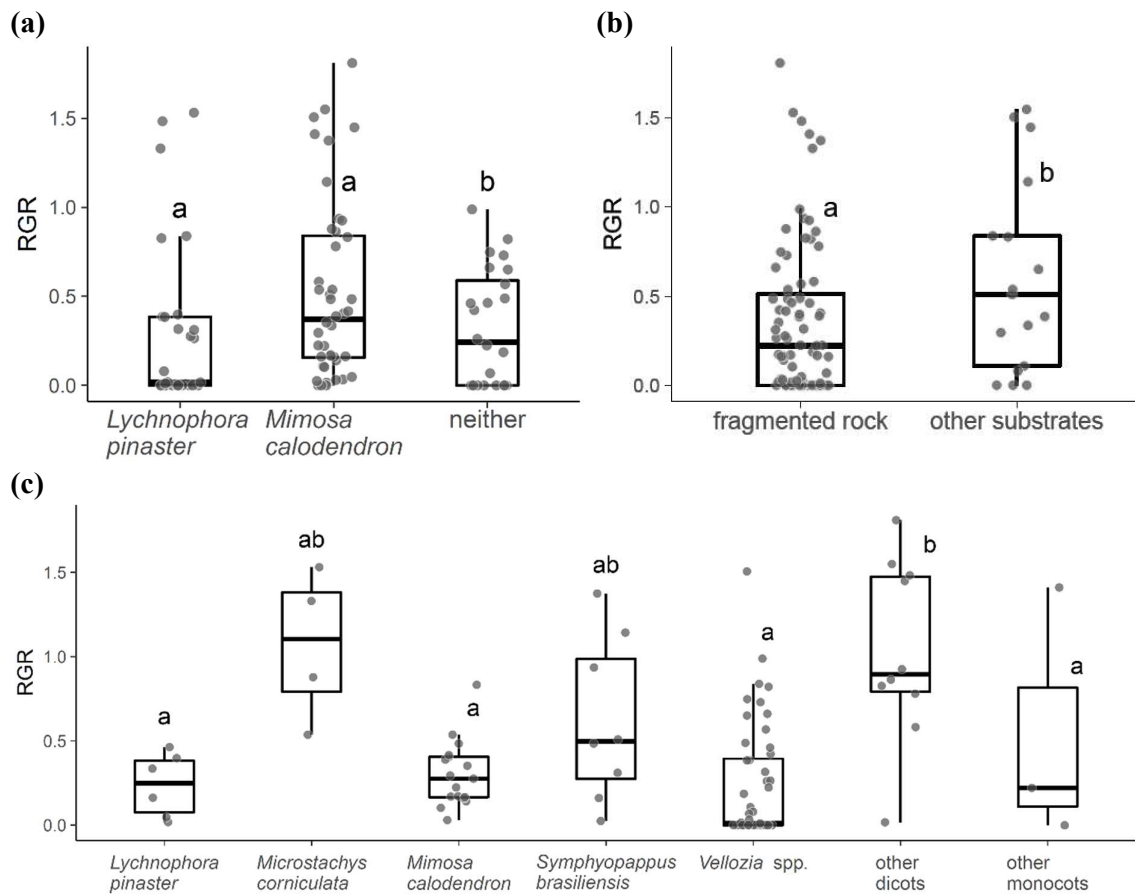 (a)
RGR
1.5
1.0
0.5
0.0
a
a
b
Lychnophora
pinaster
Mimosa
calodendron
neither
(b)
RGR
1.5
1.0
0.5
0.0
a
b
fragmented rock
other substrates
(c)
RGR
1.5
1.0
0.5
0.0
a
ab
a
ab
a
b
a
Lychnophora
pinaster
Microstachys
corniculata
Mimosa
calodendron
Symphyopappus
brasiliensis
Vellozia spp.
other
dicots
other
monocots